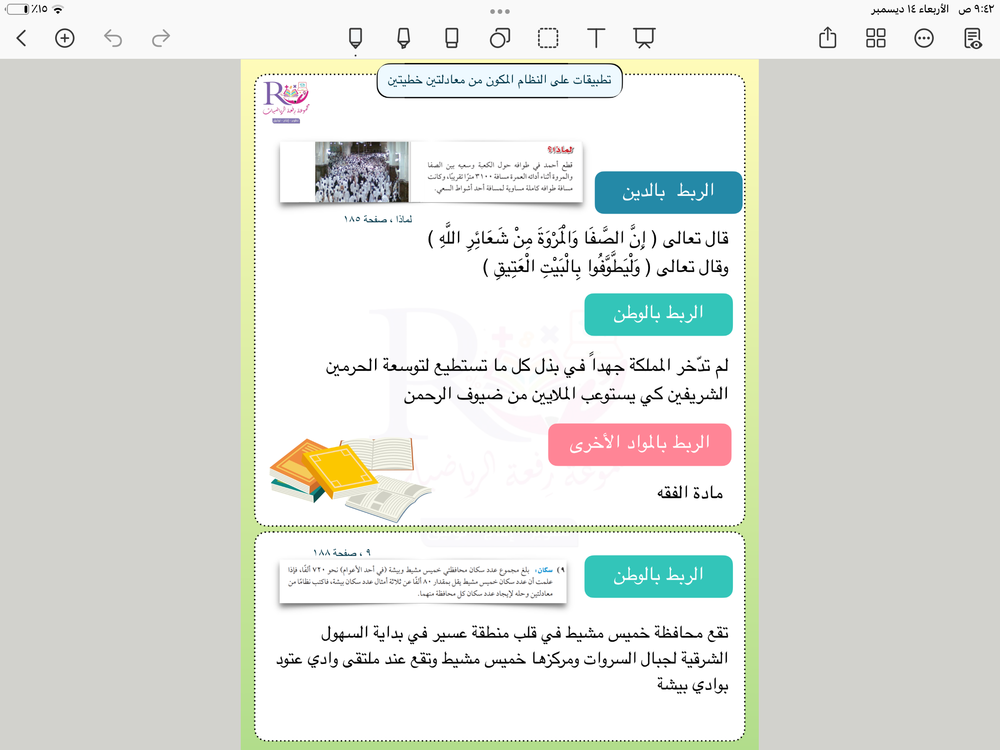 ٩:٤٢ ص الأربعاء ١٤ ديسمبر
٪١٥
تطبيقات على النظام المكون من معادلتين خطيتين
R
مجموعة رفعة الرياضيات
تطوير - إنتاج - توثيق
لماذا؟
قطع أحمد في طوافه حول الكعبة وسعيه بين الصفا
والمروة أثناء أدائه العمرة مسافة ٣١٠٠ مترًا تقريبًا، وكانت
مسافة طوافه كاملة مساوية لمسافة أحد أشواط السعي.
الربط بالدين
لماذا ، صفحة ١٨٥
قال تعالى ( إِنَّ الصَّفَا وَالْمَرْوَةَ مِنْ شَعَائِرِ اللَّهِ )
وقال تعالى ( وَلْيَطَّوَّفُوا بِالْبَيْتِ الْعَتِيقِ )
الربط بالوطن
لم تدّخر المملكة جهداً في بذل كل ما تستطيع لتوسعة الحرمين
الشريفين كي يستوعب الملايين من ضيوف الرحمن
الربط بالمواد الأخرى
مادة الفقه
٩ ، صفحة ١٨٨
الربط بالوطن
٩) سكان: بلغ مجموع عدد سكان محافظتي خميس مشيط وبيشة (في أحد الأعوام) نحو ٧٢٠ ألفًا، فإذا
علمت أن عدد سكان خميس مشيط يقل بمقدار ٨٠ ألفًا عن ثلاثة أمثال عدد سكان بيشة، فاكتب نظامًا من
معادلتين وحله لإيجاد عدد سكان كل محافظة منهما.
تقع محافظة خميس مشيط في قلب منطقة عسير في بداية السهول
الشرقية لجبال السروات ومركزها خميس مشيط وتقع عند ملتقى وادي عتود
بوادي بيشة